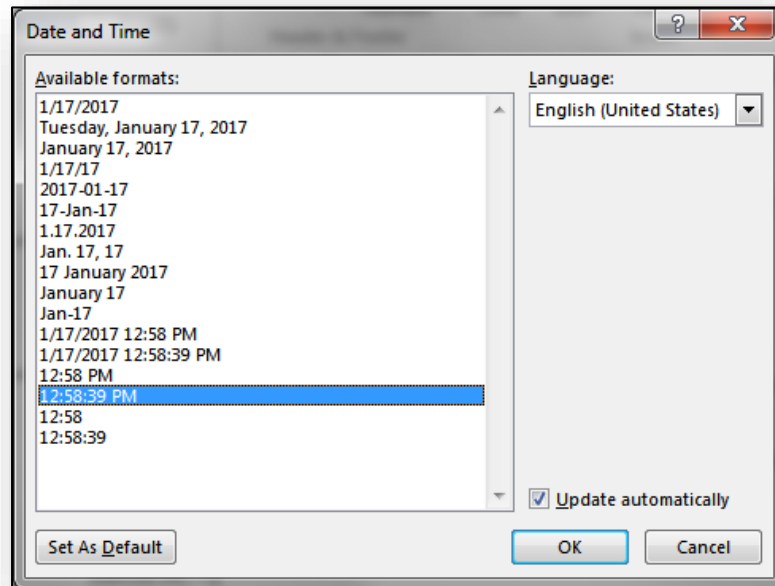 Date and Time
?
X
Available formats:
1/17/2017
Tuesday, January 17, 2017
January 17, 2017
1/17/17
2017-01-17
17-Jan-17
1.17.2017
Jan. 17, 17
17 January 2017
January 17
Jan-17
1/17/2017 12:58 PM
1/17/2017 12:58:39 PM
12:58 PM
12:58:39 PM
12:58
12:58:39
Language:
English (United States)
Update automatically
Set As Default
OK
Cancel